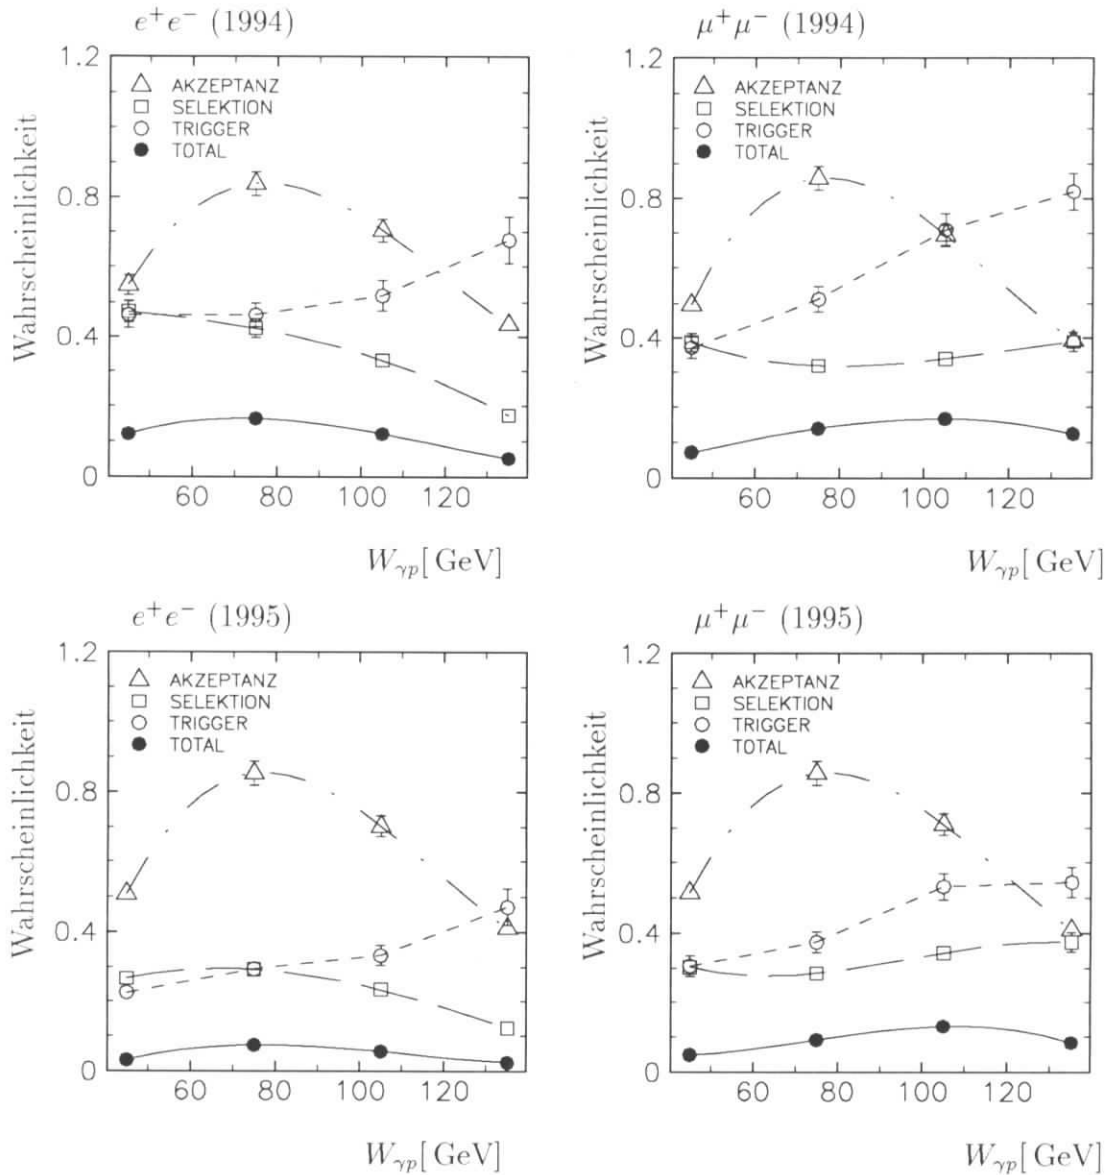 e⁺e⁻ (1994)
1.2
△ AKZEPTANZ
□ SELEKTION
○ TRIGGER
● TOTAL
0.8
0.4
0
Wahrscheinlichkeit
60 80 100 120
W_γp[GeV]
μ⁺μ⁻ (1994)
1.2
△ AKZEPTANZ
□ SELEKTION
○ TRIGGER
● TOTAL
0.8
0.4
0
Wahrscheinlichkeit
60 80 100 120
W_γp[GeV]
e⁺e⁻ (1995)
1.2
△ AKZEPTANZ
□ SELEKTION
○ TRIGGER
● TOTAL
0.8
0.4
0
Wahrscheinlichkeit
60 80 100 120
W_γp[GeV]
μ⁺μ⁻ (1995)
1.2
△ AKZEPTANZ
□ SELEKTION
○ TRIGGER
● TOTAL
0.8
0.4
0
Wahrscheinlichkeit
60 80 100 120
W_γp[GeV]